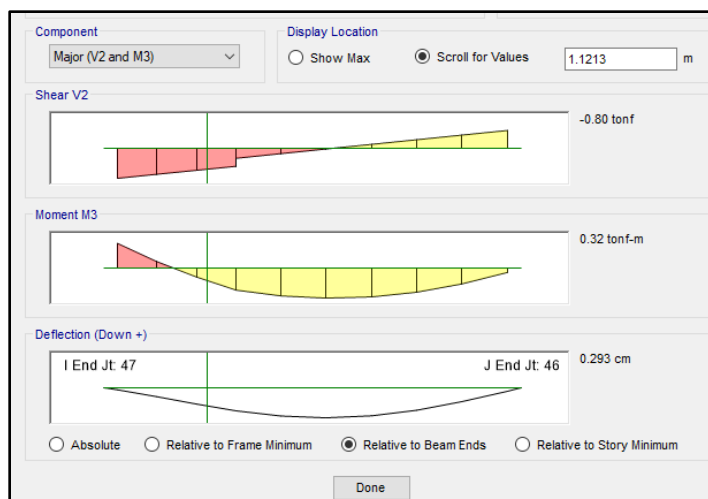 Component
Display Location
Major (V2 and M3)
Show Max
Scroll for Values
1.1213
m
Shear V2
-0.80 tonf
Moment M3
0.32 tonf-m
Deflection (Down +)
I End Jt: 47
J End Jt: 46
0.293 cm
Absolute
Relative to Frame Minimum
Relative to Beam Ends
Relative to Story Minimum
Done